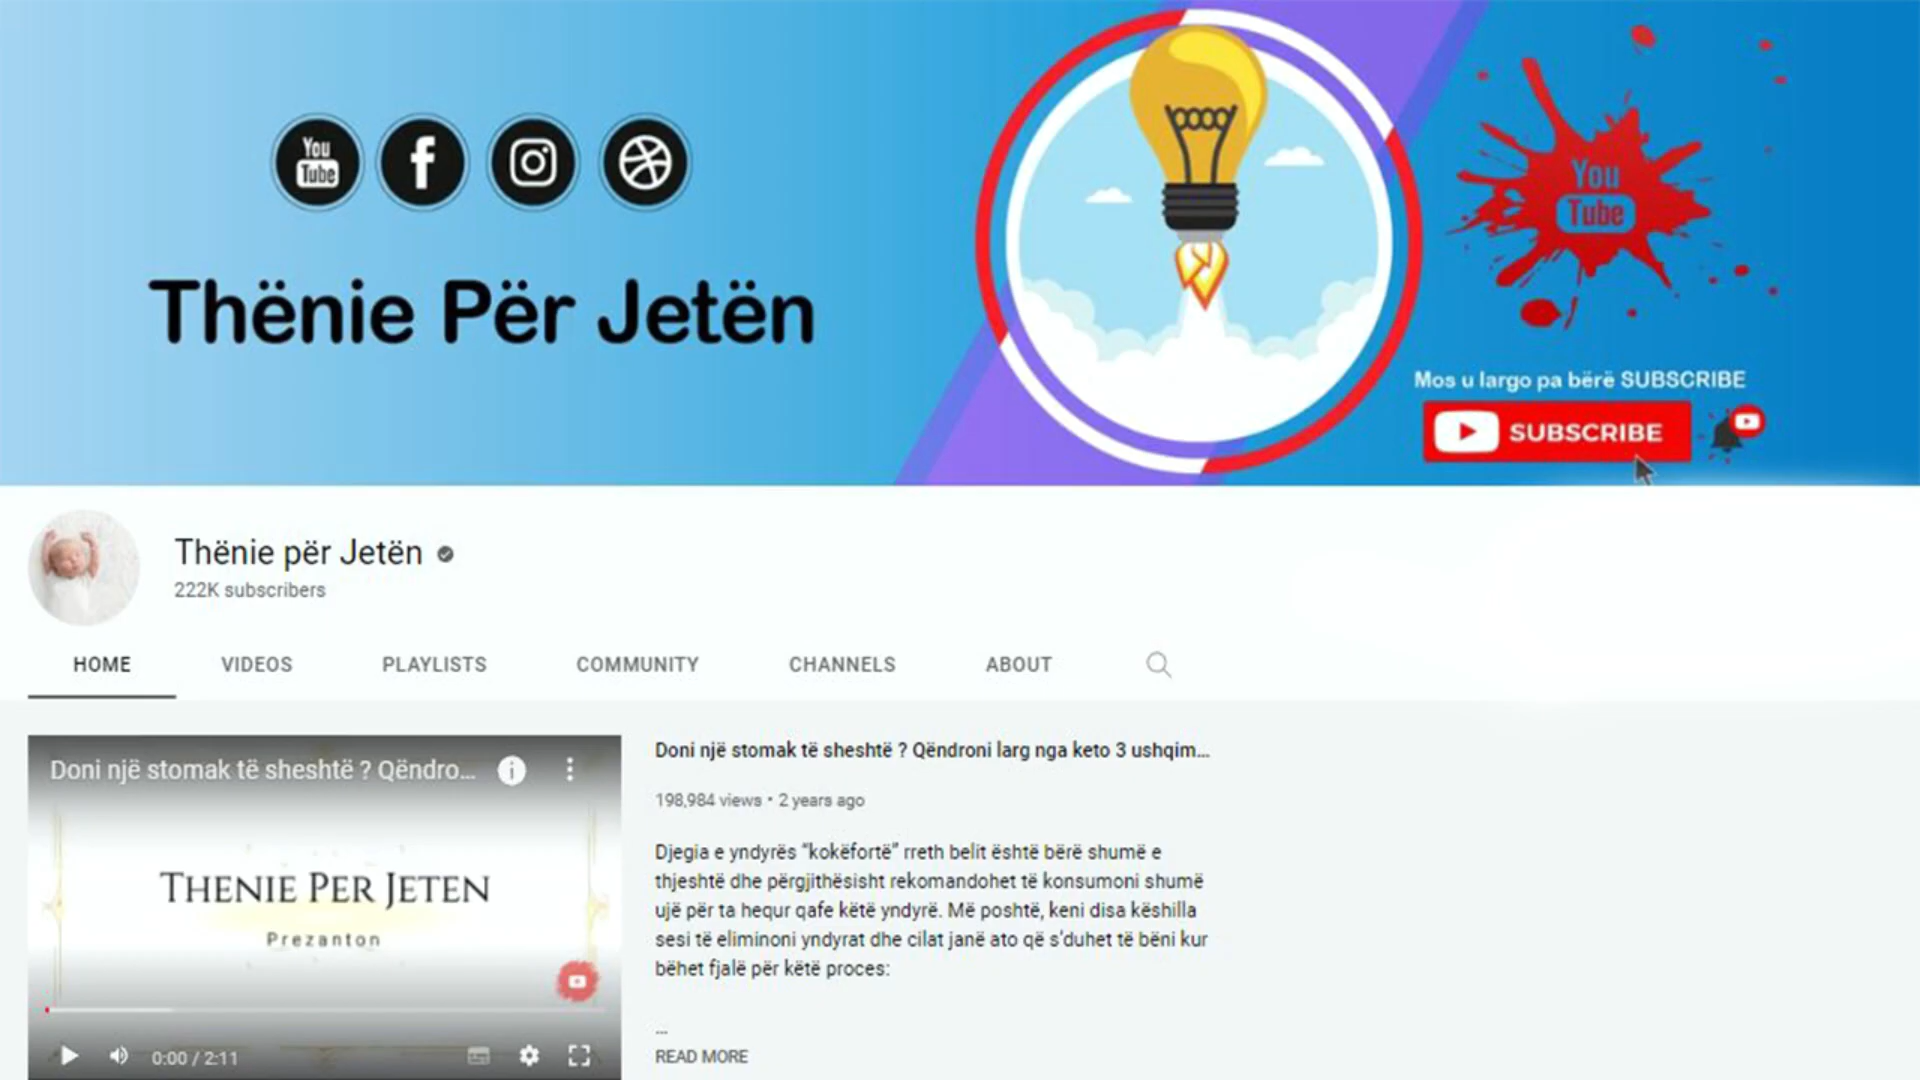 You
Tube
Thënie Për Jetën
You
Tube
Mos u largo pa bërë SUBSCRIBE
SUBSCRIBE
Thënie për Jetën
222K subscribers
HOME VIDEOS PLAYLISTS COMMUNITY CHANNELS ABOUT
Doni një stomak të sheshtë ? Qëndro...
THENIE PER JETEN
Prezanton
0:00 / 2:11
Doni një stomak të sheshtë ? Qëndroni larg nga keto 3 ushqim...
198,984 views • 2 years ago
Djegia e yndyrës “kokëfortë” rreth belit është bërë shumë e
thjeshtë dhe përgjithësisht rekomandohet të konsumoni shumë
ujë për ta hequr qafe këtë yndyrë. Më poshtë, keni disa këshilla
sesi të eliminoni yndyrat dhe cilat janë ato që s'duhet të bëni kur
bëhet fjalë për këtë proces:
...
READ MORE